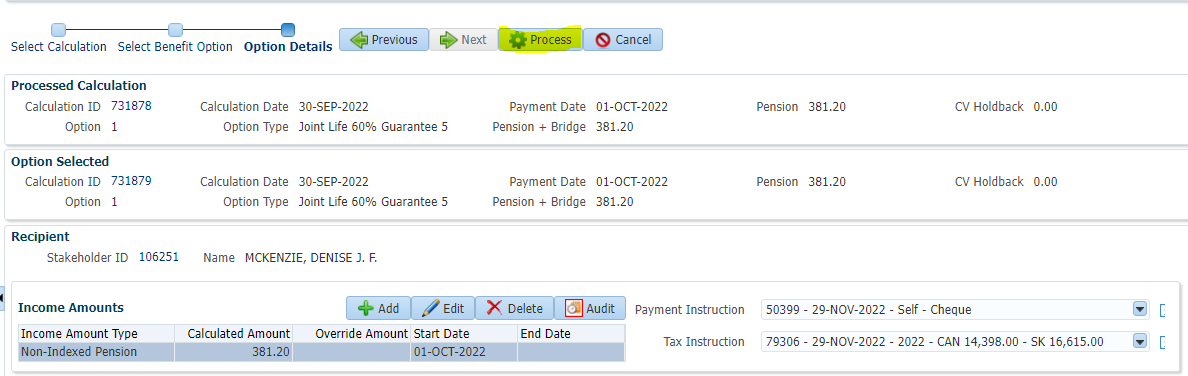 Select Calculation Select Benefit Option Option Details Previous Next Process Cancel
Processed Calculation
Calculation ID 731878 Calculation Date 30-SEP-2022 Payment Date 01-OCT-2022 Pension 381.20 CV Holdback 0.00
Option 1 Option Type Joint Life 60% Guarantee 5 Pension + Bridge 381.20
Option Selected
Calculation ID 731879 Calculation Date 30-SEP-2022 Payment Date 01-OCT-2022 Pension 381.20 CV Holdback 0.00
Option 1 Option Type Joint Life 60% Guarantee 5 Pension + Bridge 381.20
Recipient
Stakeholder ID 106251 Name MCKENZIE, DENISE J. F.
Income Amounts Add Edit Delete Audit Payment Instruction 50399 - 29-NOV-2022 - Self - Cheque
Income Amount Type Calculated Amount Override Amount Start Date End Date
Non-Indexed Pension 381.20 01-OCT-2022 Tax Instruction 79306 - 29-NOV-2022 - 2022 - CAN 14,398.00 - SK 16,615.00